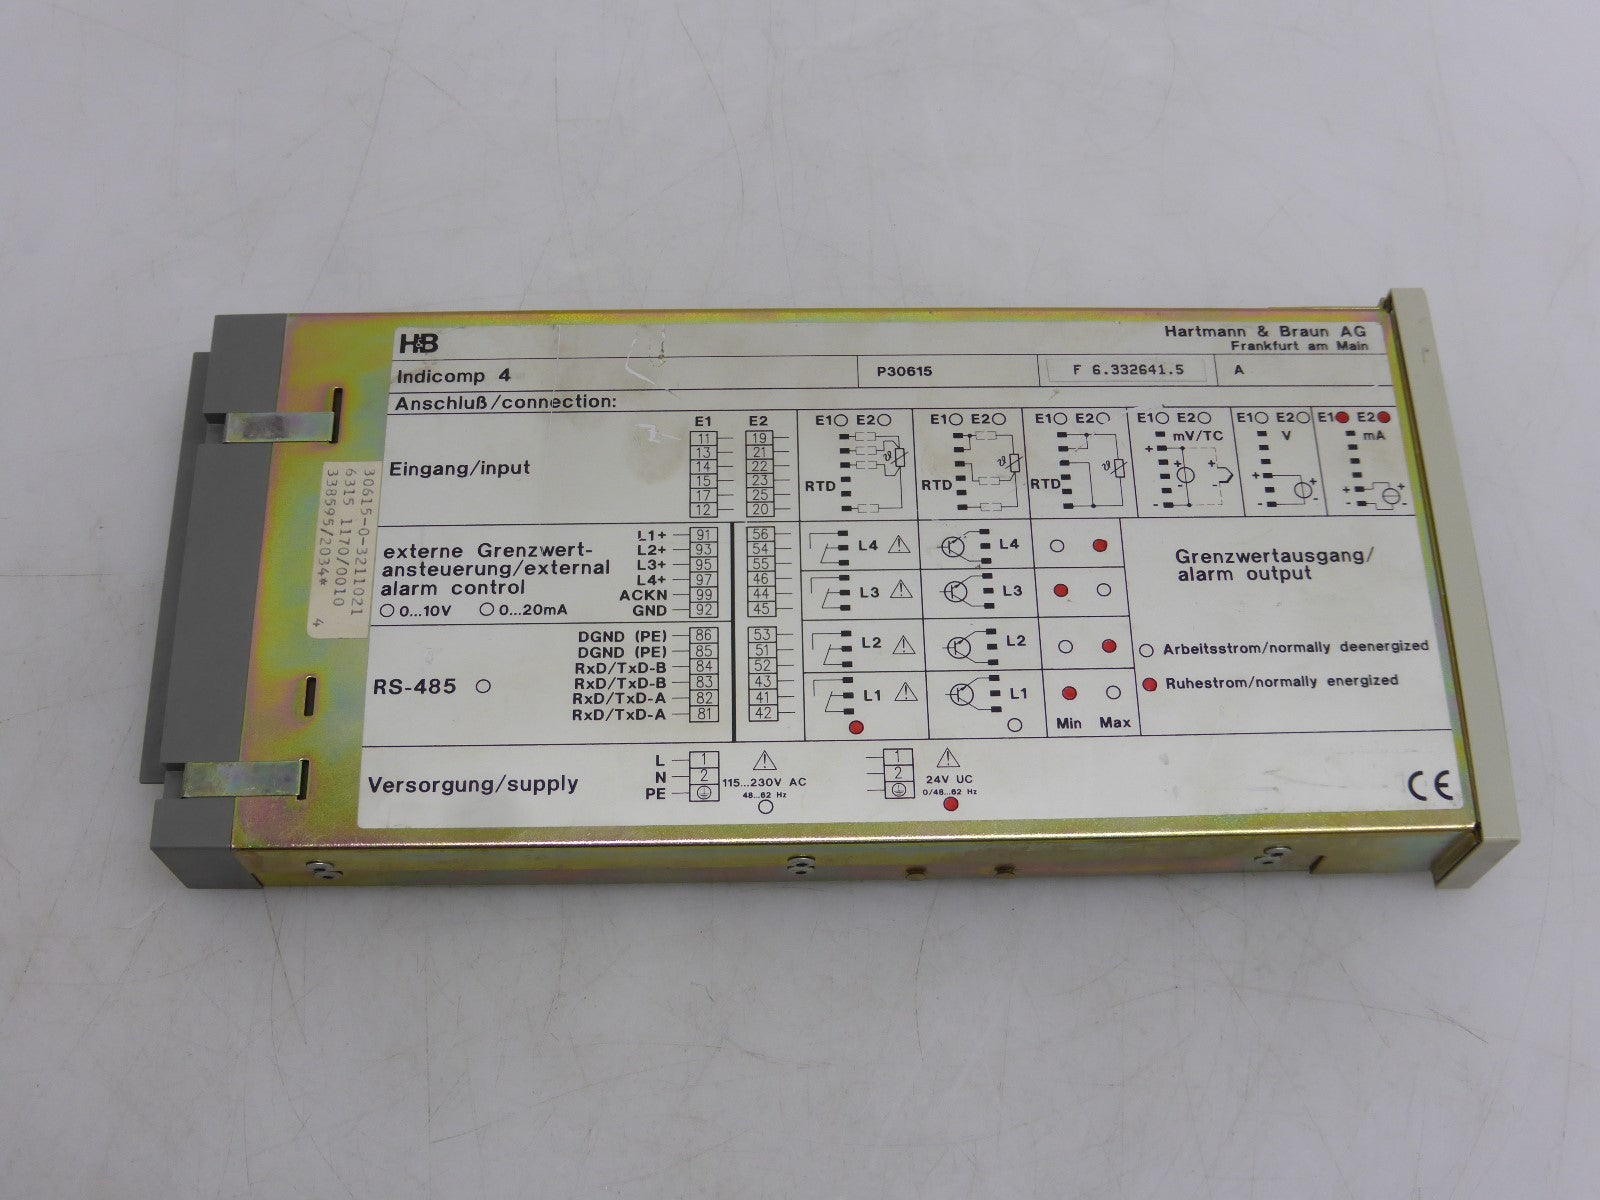 H&B
Hartmann & Braun AG
Frankfurt am Main
Indicomp 4 P30615 F 6.332641.5 A
Anschluß/connection:
E1 E2 E1 E2 E1 E2 E1 E2 E1 E2 E1 E2 E1 E2
Eingang/input
11 19
13 21
14 22
15 23
17 25
12 20
RTD RTD RTD mV/TC V mA
+ - + - + - + - + - + -
externe Grenzwert-
ansteuerung/external
alarm control
0...10V 0...20mA
L1+ 91 56
L2+ 93 54
L3+ 95 55
L4+ 97 46
ACKN 99 44
GND 92 45
L4 L4
L3 L3
L2 L2
L1 L1
Min Max
Grenzwertausgang/
alarm output
Arbeitsstrom/normally deenergized
Ruhestrom/normally energized
RS-485
DGND (PE) 86 53
DGND (PE) 85 51
RxD/TxD-B 84 52
RxD/TxD-B 83 43
RxD/TxD-A 82 41
RxD/TxD-A 81 42
Versorgung/supply
L 1
N 2
PE
115...230V AC
48...62 Hz
1
2
24V UC
0/48...62 Hz
CE
30615-0-3211021
6315 1170/0010
338595/2034* 4